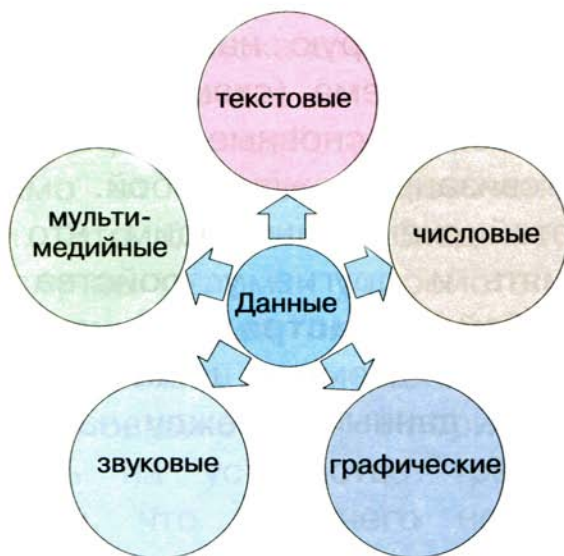 текстовые
мульти-
медийные
числовые
Данные
звуковые
графические